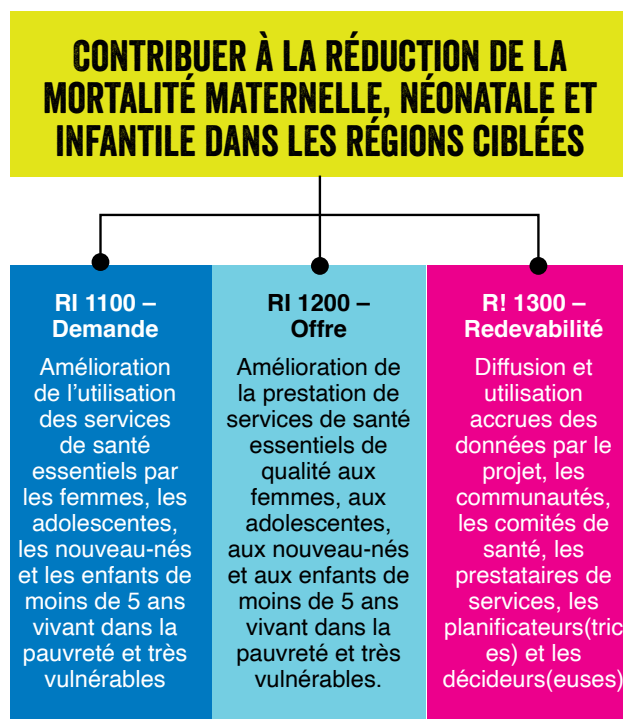 CONTRIBUER À LA RÉDUCTION DE LA
MORTALITÉ MATERNELLE, NÉONATALE ET
INFANTILE DANS LES RÉGIONS CIBLÉES
RI 1100 –
Demande
Amélioration
de l’utilisation
des services
de santé
essentiels par
les femmes, les
adolescentes,
les nouveau-nés
et les enfants de
moins de 5 ans
vivant dans la
pauvreté et très
vulnérables
RI 1200 –
Offre
Amélioration de
la prestation de
services de santé
essentiels de
qualité aux
femmes, aux
adolescentes,
aux nouveau-nés
et aux enfants de
moins de 5 ans
vivant dans la
pauvreté et très
vulnérables.
R! 1300 –
Redevabilité
Diffusion et
utilisation
accrues des
données par le
projet, les
communautés,
les comités de
santé, les
prestataires de
services, les
planificateurs(tric
es) et les
décideurs(euses)